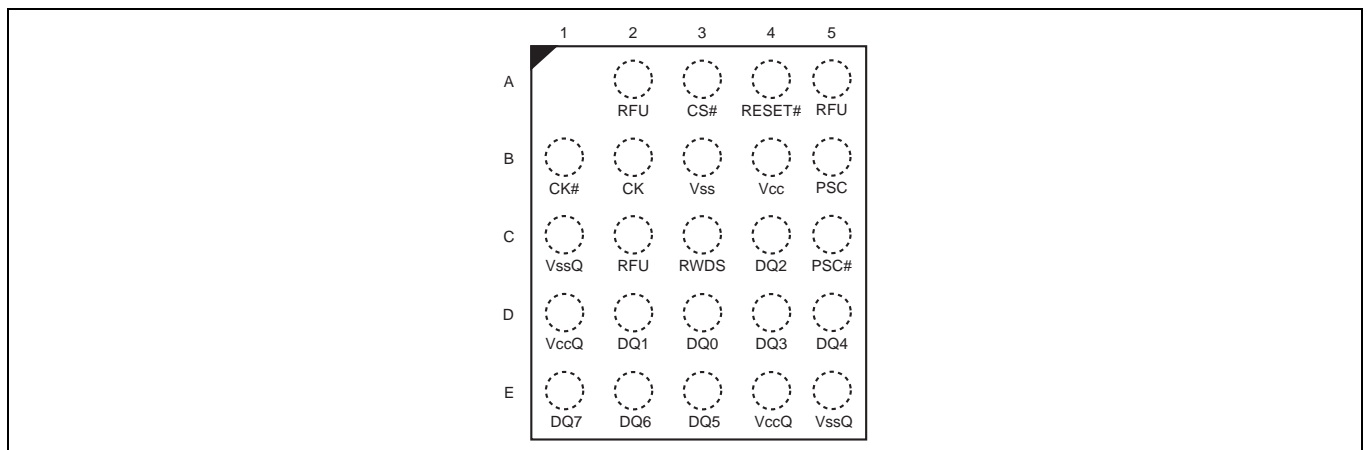 1 2 3 4 5
A
RFU CS# RESET# RFU
B
CK# CK Vss Vcc PSC
C
VssQ RFU RWDS DQ2 PSC#
D
VccQ DQ1 DQ0 DQ3 DQ4
E
DQ7 DQ6 DQ5 VccQ VssQ